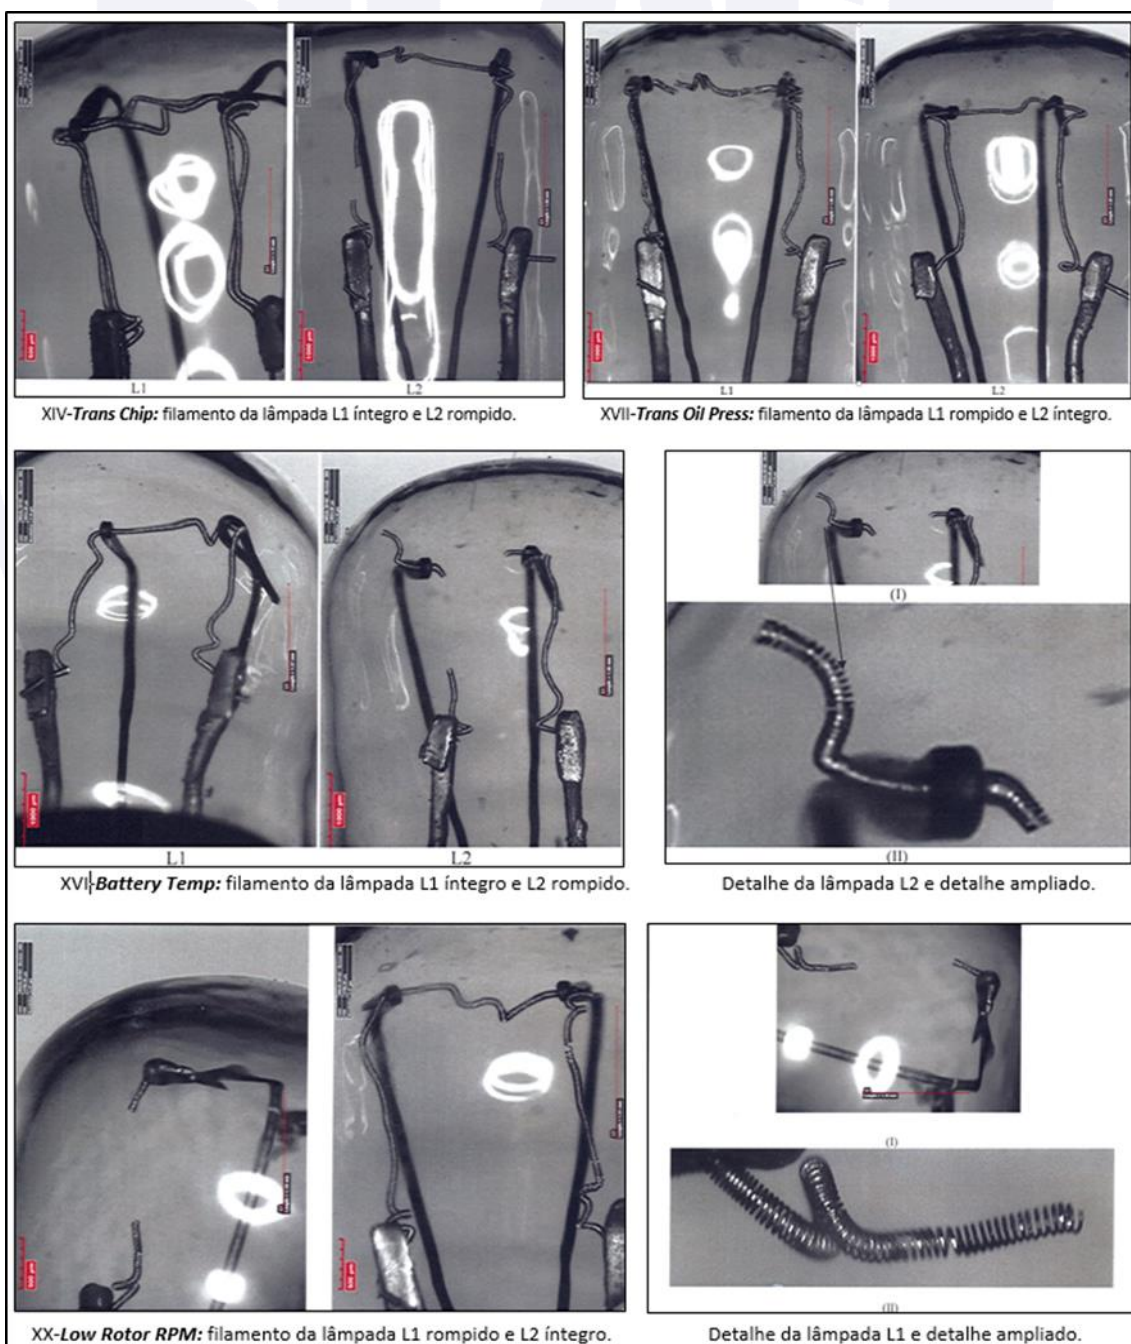 L1
L2
XIV-Trans Chip: filamento da lâmpada L1 íntegro e L2 rompido.
L1
L2
XVII-Trans Oil Press: filamento da lâmpada L1 rompido e L2 íntegro.
1000 µm
L1
L2
XVI-Battery Temp: filamento da lâmpada L1 íntegro e L2 rompido.
(I)
(II)
Detalhe da lâmpada L2 e detalhe ampliado.
XX-Low Rotor RPM: filamento da lâmpada L1 rompido e L2 íntegro.
(I)
(II)
Detalhe da lâmpada L1 e detalhe ampliado.